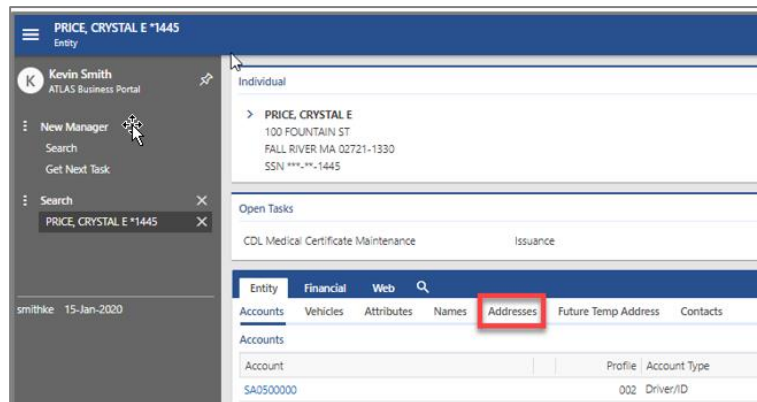 PRICE, CRYSTAL E *1445
Entity
K
Kevin Smith
ATLAS Business Portal
New Manager
Search
Get Next Task
Search
PRICE, CRYSTAL E *1445
smithke 15-Jan-2020
Individual
PRICE, CRYSTAL E
100 FOUNTAIN ST
FALL RIVER MA 02721-1330
SSN ***-**-1445
Open Tasks
CDL Medical Certificate Maintenance Issuance
Entity Financial Web
Accounts Vehicles Attributes Names Addresses Future Temp Address Contacts
Accounts
Account Profile Account Type
SA0500000 002 Driver/ID